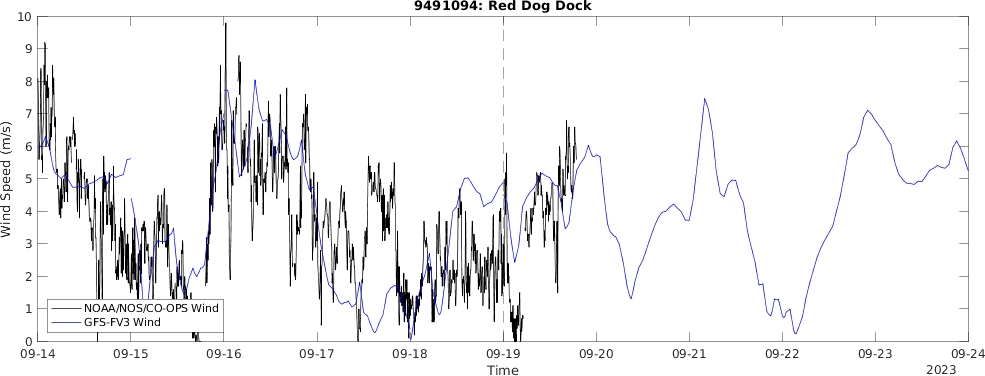 9491094: Red Dog Dock
10
9
8
7
6
5
4
3
2
1
0
Wind Speed (m/s)
NOAA/NOS/CO-OPS Wind
GFS-FV3 Wind
09-14 09-15 09-16 09-17 09-18 09-19 09-20 09-21 09-22 09-23 09-24
Time
2023